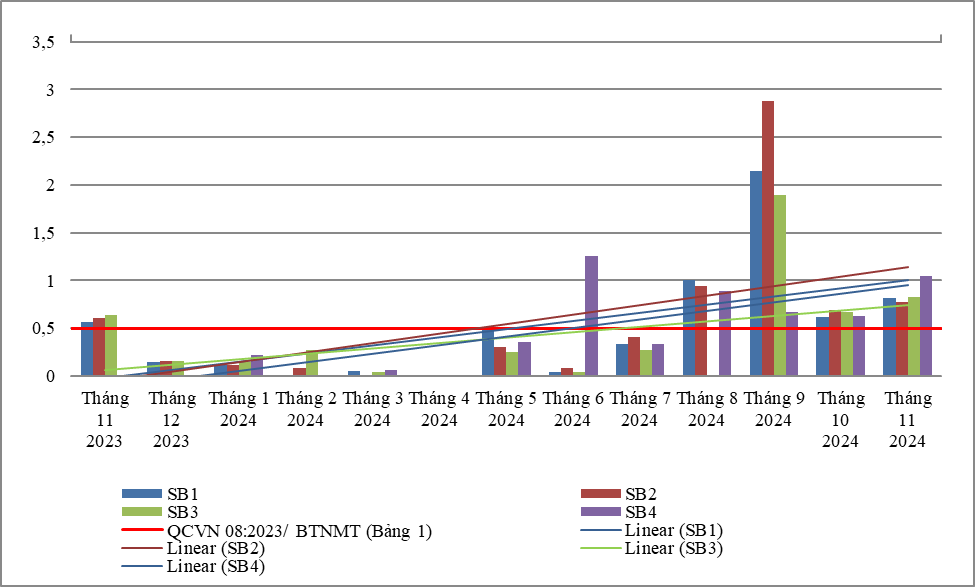 3,5
3
2,5
2
1,5
1
0,5
0
Tháng 11 2023
Tháng 12 2023
Tháng 1 2024
Tháng 2 2024
Tháng 3 2024
Tháng 4 2024
Tháng 5 2024
Tháng 6 2024
Tháng 7 2024
Tháng 8 2024
Tháng 9 2024
Tháng 10 2024
Tháng 11 2024
SB1
SB2
SB3
SB4
QCVN 08:2023/ BTNMT (Bảng 1)
Linear (SB1)
Linear (SB2)
Linear (SB3)
Linear (SB4)